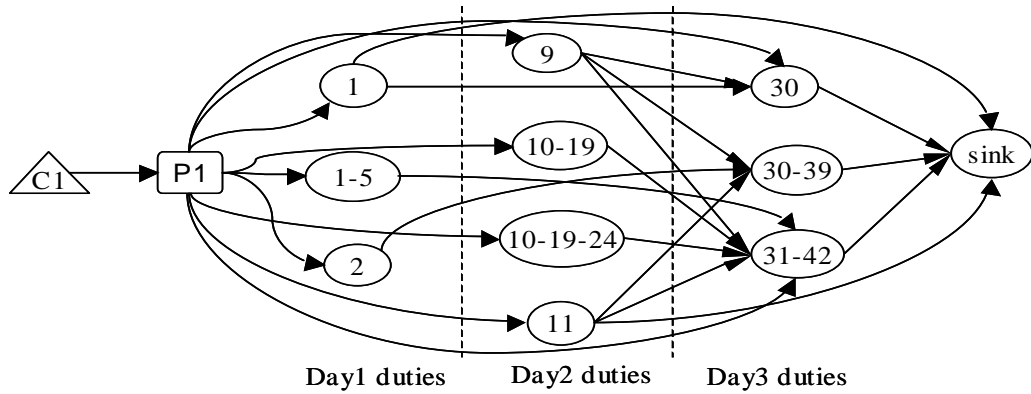 9
1
30
10-19
sink
P1
C1
1-5
30-39
10-19-24
31-42
2
11
Day1 duties
Day2 duties
Day3 duties